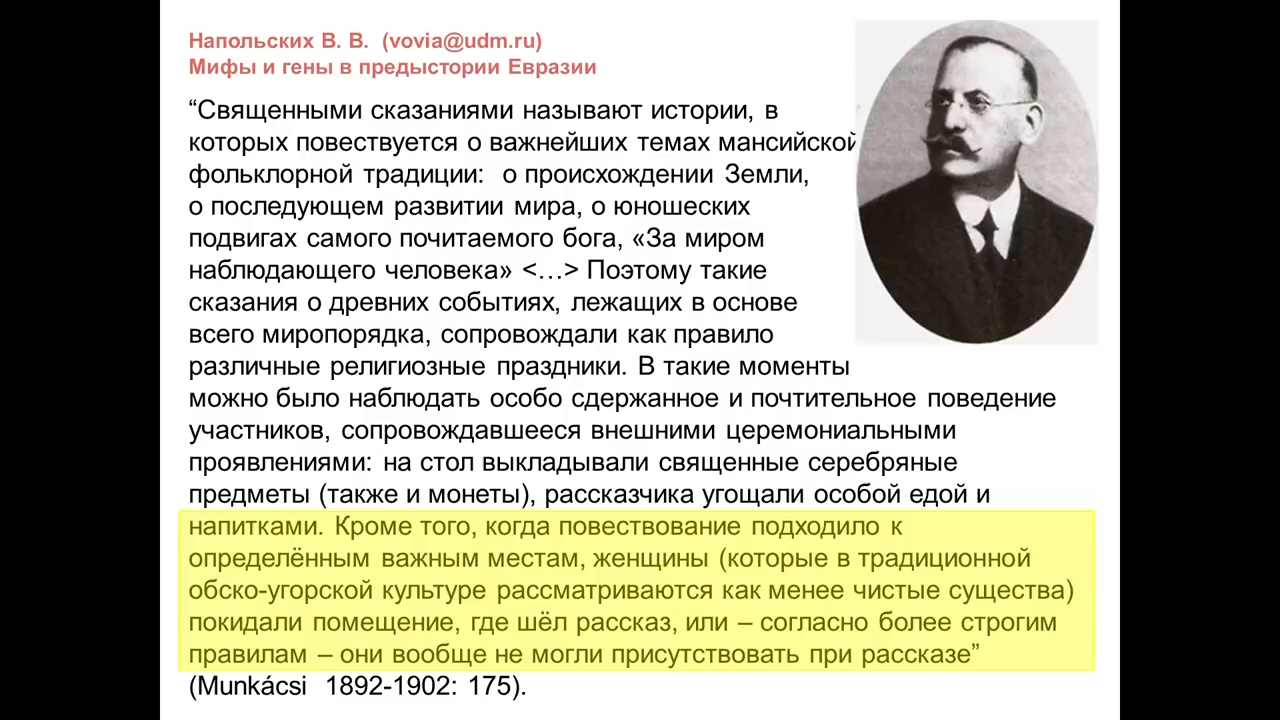 Напольских В. В. (vovia@udm.ru)
Мифы и гены в предыстории Евразии
“Священными сказаниями называют истории, в
которых повествуется о важнейших темах мансийской
фольклорной традиции: о происхождении Земли,
о последующем развитии мира, о юношеских
подвигах самого почитаемого бога, «За миром
наблюдающего человека» <…> Поэтому такие
сказания о древних событиях, лежащих в основе
всего миропорядка, сопровождали как правило
различные религиозные праздники. В такие моменты
можно было наблюдать особо сдержанное и почтительное поведение
участников, сопровождавшееся внешними церемониальными
проявлениями: на стол выкладывали священные серебряные
предметы (также и монеты), рассказчика угощали особой едой и
напитками. Кроме того, когда повествование подходило к
определённым важным местам, женщины (которые в традиционной
обско-угорской культуре рассматриваются как менее чистые существа)
покидали помещение, где шёл рассказ, или – согласно более строгим
правилам – они вообще не могли присутствовать при рассказе”
(Munkácsi 1892-1902: 175).